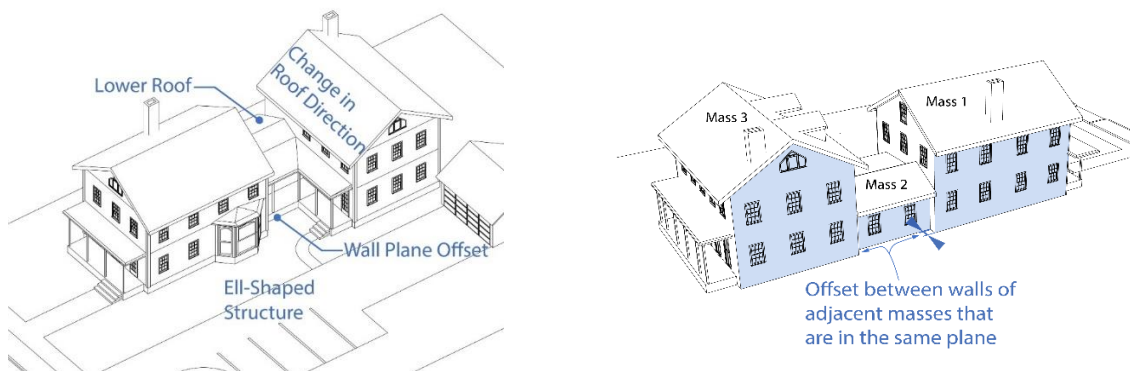 Lower Roof
Change in
Roof Direction
Wall Plane Offset
Ell-Shaped
Structure
Mass 3
Mass 1
Mass 2
Offset between walls of
adjacent masses that
are in the same plane